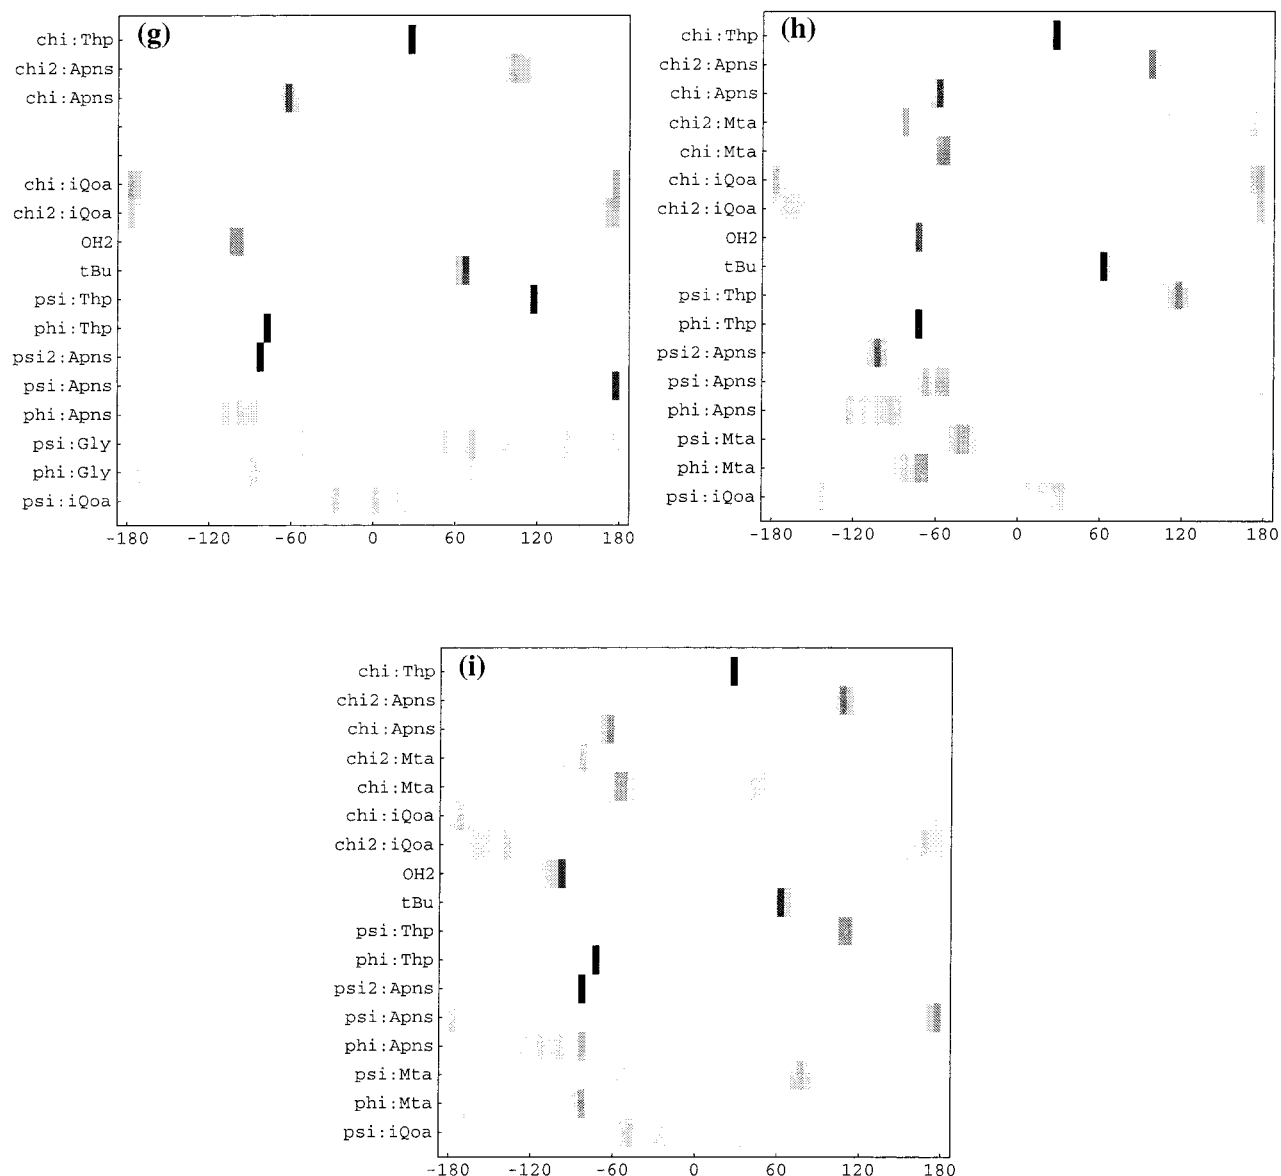 (g)
chi:Thp
chi2:Apns
chi:Apns
chi:iQoa
chi2:iQoa
OH2
tBu
psi:Thp
phi:Thp
psi2:Apns
psi:Apns
phi:Apns
psi:Gly
phi:Gly
psi:iQoa
-180 -120 -60 0 60 120 180
(h)
chi:Thp
chi2:Apns
chi:Apns
chi2:Mta
chi:Mta
chi:iQoa
chi2:iQoa
OH2
tBu
psi:Thp
phi:Thp
psi2:Apns
psi:Apns
phi:Apns
psi:Mta
phi:Mta
psi:iQoa
-180 -120 -60 0 60 120 180
(i)
chi:Thp
chi2:Apns
chi:Apns
chi2:Mta
chi:Mta
chi:iQoa
chi2:iQoa
OH2
tBu
psi:Thp
phi:Thp
psi2:Apns
psi:Apns
phi:Apns
psi:Mta
phi:Mta
psi:iQoa
-180 -120 -60 0 60 120 180